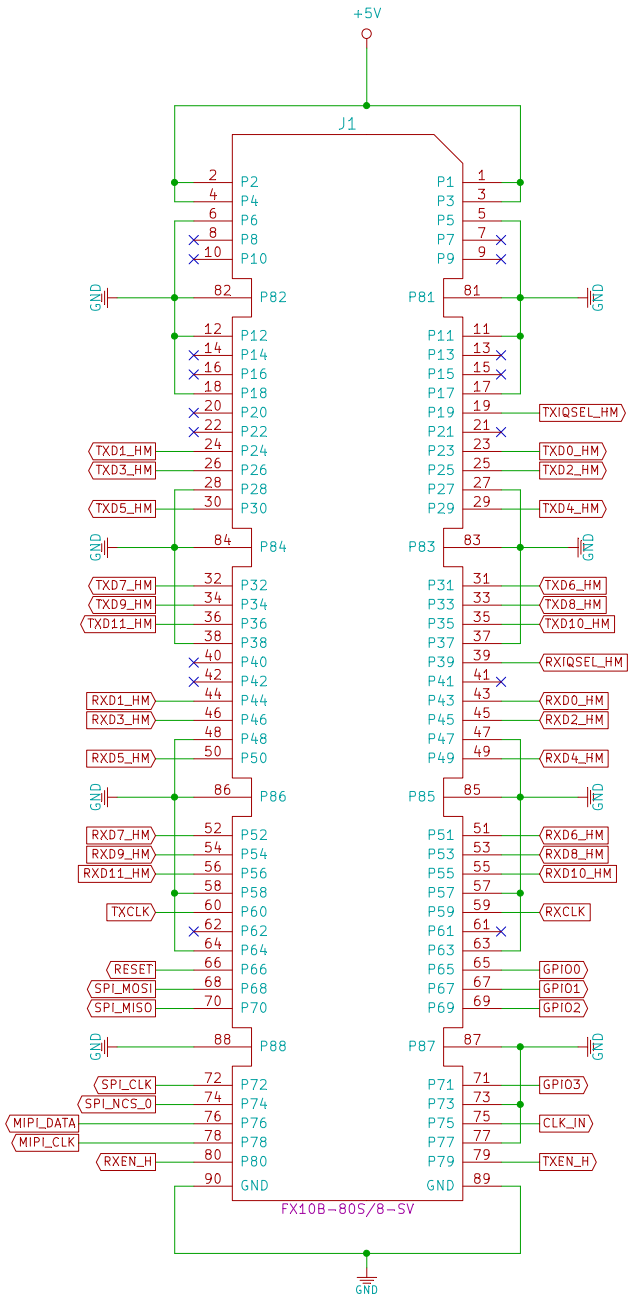 +5V
J1
2 P2 P1 1
4 P4 P3 3
6 P6 P5 5
8 P8 P7 7
10 P10 P9 9
GND 82 P82 P81 81 GND
12 P12 P11 11
14 P14 P13 13
16 P16 P15 15
18 P18 P17 17
20 P20 P19 19 TXIQSEL_HM
22 P22 P21 21
TXD1_HM 24 P24 P23 23 TXD0_HM
TXD3_HM 26 P26 P25 25 TXD2_HM
28 P28 P27 27
TXD5_HM 30 P30 P29 29 TXD4_HM
GND 84 P84 P83 83 GND
TXD7_HM 32 P32 P31 31 TXD6_HM
TXD9_HM 34 P34 P33 33 TXD8_HM
TXD11_HM 36 P36 P35 35 TXD10_HM
38 P38 P37 37
40 P40 P39 39 RXIQSEL_HM
42 P42 P41 41
RXD1_HM 44 P44 P43 43 RXD0_HM
RXD3_HM 46 P46 P45 45 RXD2_HM
48 P48 P47 47
RXD5_HM 50 P50 P49 49 RXD4_HM
GND 86 P86 P85 85 GND
RXD7_HM 52 P52 P51 51 RXD6_HM
RXD9_HM 54 P54 P53 53 RXD8_HM
RXD11_HM 56 P56 P55 55 RXD10_HM
58 P58 P57 57
TXCLK 60 P60 P59 59 RXCLK
62 P62 P61 61
64 P64 P63 63
RESET 66 P66 P65 65 GPIO0
SPI_MOSI 68 P68 P67 67 GPIO1
SPI_MISO 70 P70 P69 69 GPIO2
GND 88 P88 P87 87 GND
SPI_CLK 72 P72 P71 71 GPIO3
SPI_NCS_0 74 P74 P73 73
MIPI_DATA 76 P76 P75 75 CLK_IN
MIPI_CLK 78 P78 P77 77
RXEN_H 80 P80 P79 79 TXEN_H
90 GND GND 89
FX10B-80S/8-SV
GND